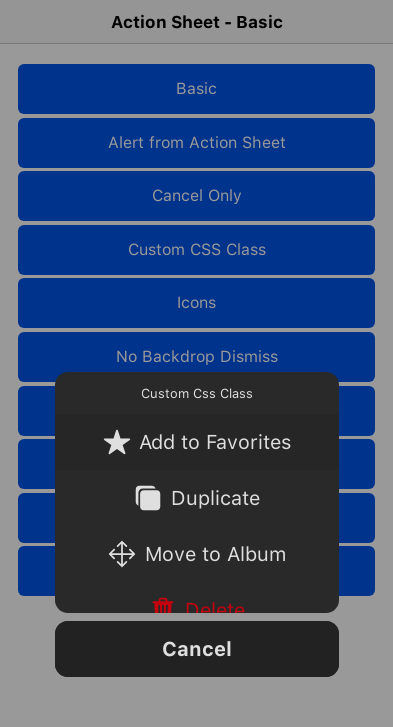 Action Sheet - Basic
Basic
Alert from Action Sheet
Cancel Only
Custom CSS Class
Icons
No Backdrop Dismiss
Custom Css Class
Add to Favorites
Duplicate
Move to Album
Delete
Cancel